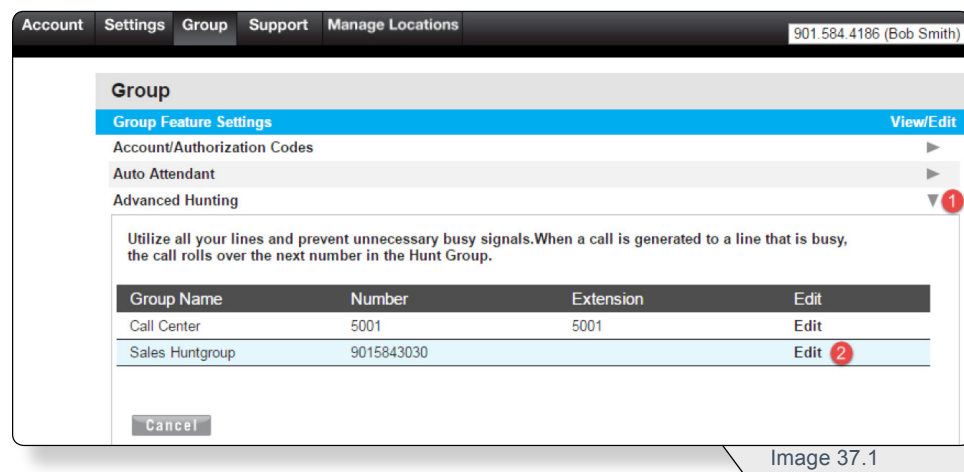 Account Settings Group Support Manage Locations
901.584.4186 (Bob Smith)
Group
Group Feature Settings View/Edit
Account/Authorization Codes
Auto Attendant
Advanced Hunting 1
Utilize all your lines and prevent unnecessary busy signals.When a call is generated to a line that is busy,
the call rolls over the next number in the Hunt Group.
Group Name Number Extension Edit
Call Center 5001 5001 Edit
Sales Huntgroup 9015843030 Edit 2
Cancel
Image 37.1